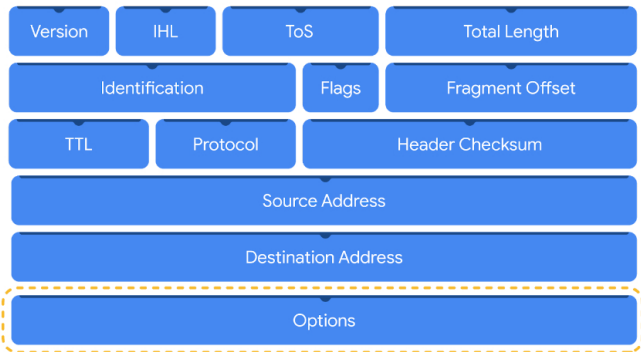 Version IHL ToS Total Length
Identification Flags Fragment Offset
TTL Protocol Header Checksum
Source Address
Destination Address
Options